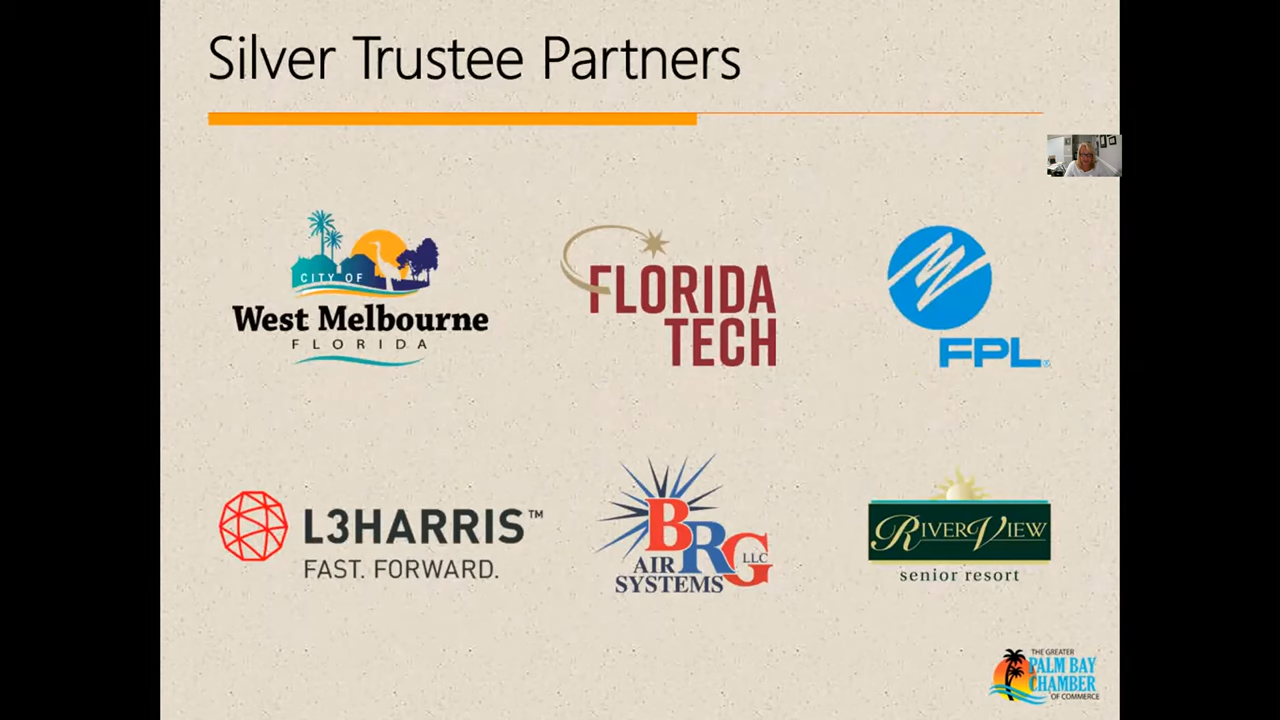 Silver Trustee Partners
CITY OF
West Melbourne
FLORIDA
FLORIDA
TECH
FPL®
L3HARRIS™
FAST. FORWARD.
BRG LLC
AIR
SYSTEMS
RIVERVIEW
senior resort
THE GREATER
PALM BAY
CHAMBER
OF COMMERCE